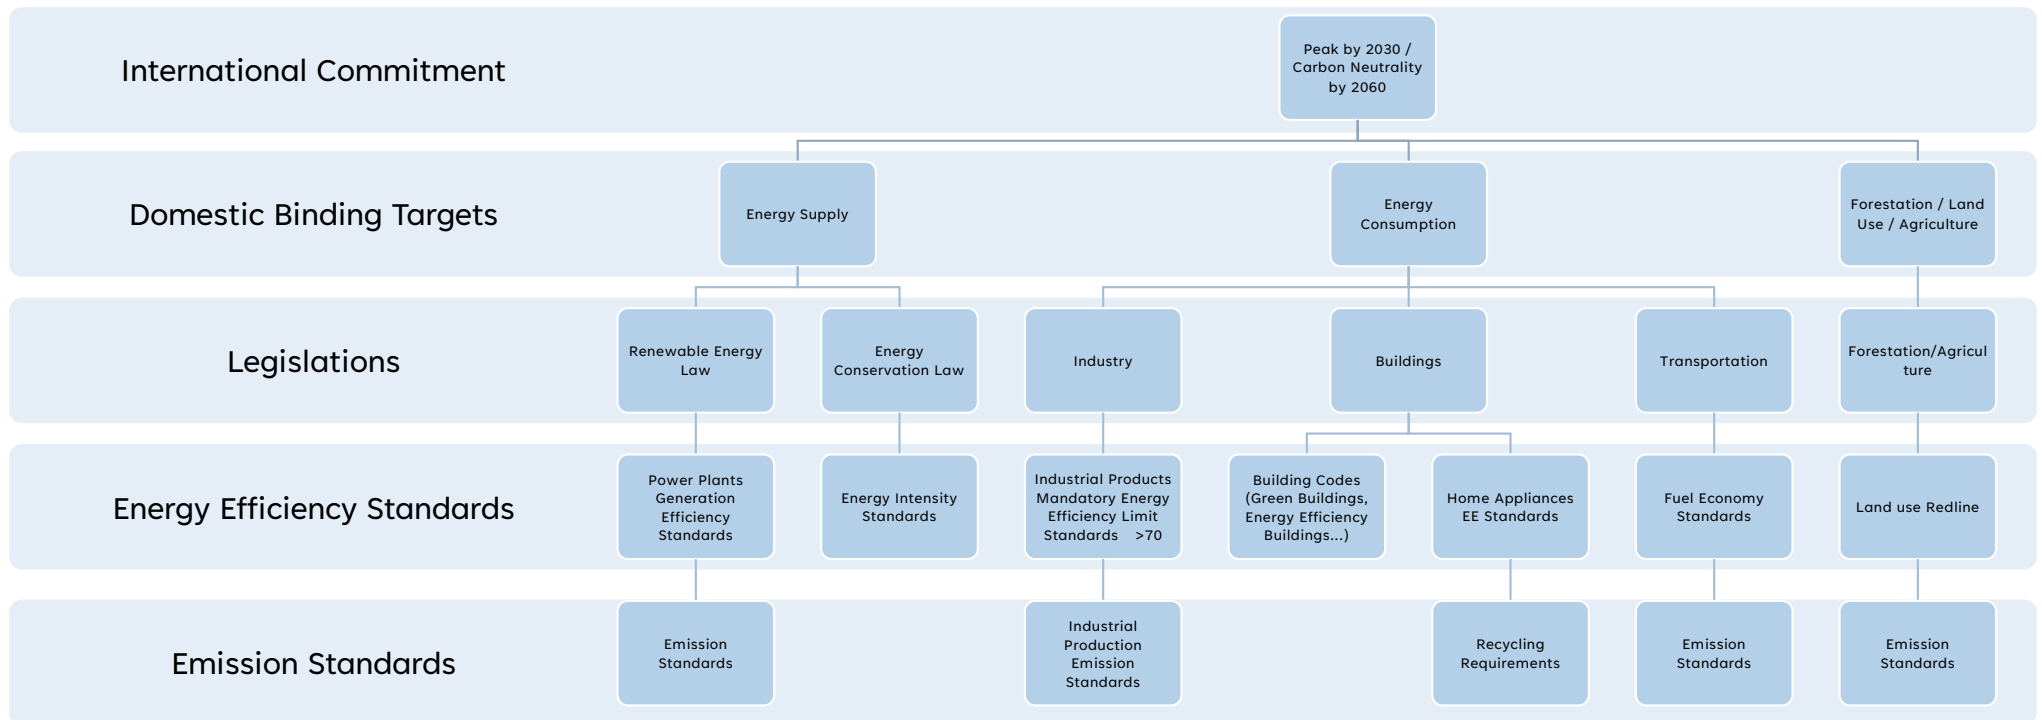 International Commitment
Peak by 2030 /
Carbon Neutrality
by 2060
Domestic Binding Targets
Energy Supply
Energy
Consumption
Forestation / Land
Use / Agriculture
Legislations
Renewable Energy
Law
Energy
Conservation Law
Industry
Buildings
Transportation
Forestation/Agricul
ture
Energy Efficiency Standards
Power Plants
Generation
Efficiency
Standards
Energy Intensity
Standards
Industrial Products
Mandatory Energy
Efficiency Limit
Standards >70
Building Codes
(Green Buildings,
Energy Efficiency
Buildings...)
Home Appliances
EE Standards
Fuel Economy
Standards
Land use Redline
Emission Standards
Emission
Standards
Industrial
Production
Emission
Standards
Recycling
Requirements
Emission
Standards
Emission
Standards